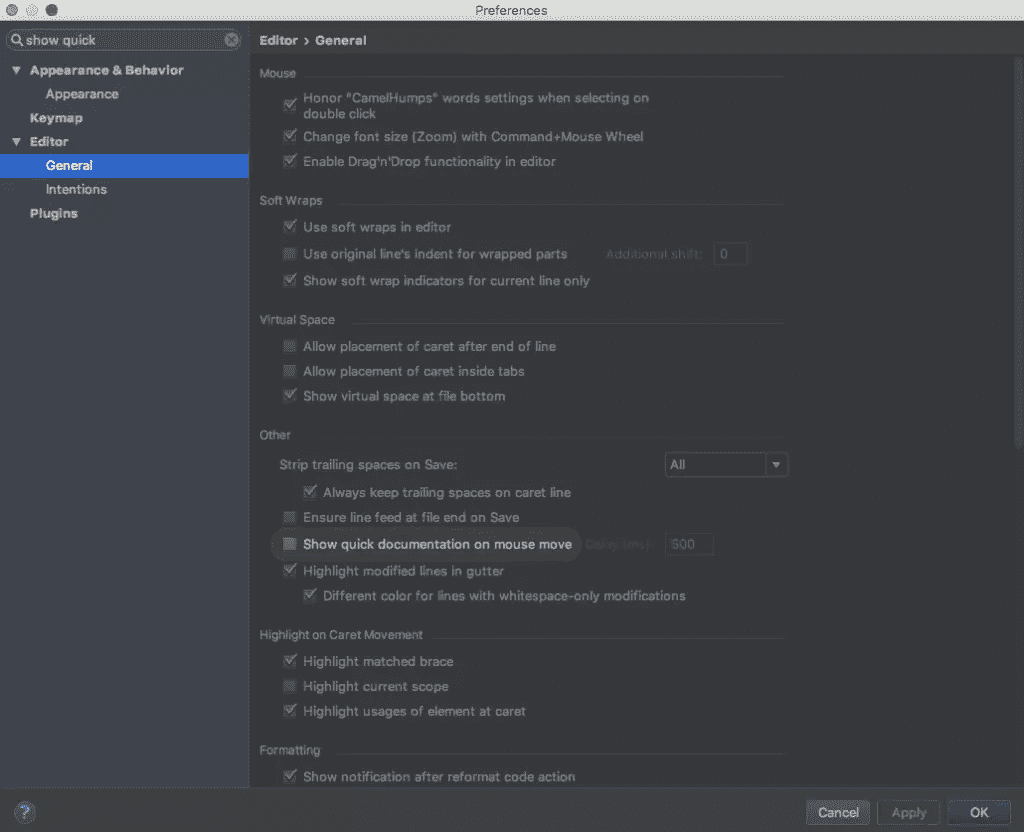 Preferences
show quick
Appearance & Behavior
Appearance
Keymap
Editor
General
Intentions
Plugins
Editor › General
Mouse
Honor "CamelHumps" words settings when selecting on
double click
Change font size (Zoom) with Command+Mouse Wheel
Enable Drag'n'Drop functionality in editor
Soft Wraps
Use soft wraps in editor
Use original line's indent for wrapped parts Additional shift: 0
Show soft wrap indicators for current line only
Virtual Space
Allow placement of caret after end of line
Allow placement of caret inside tabs
Show virtual space at file bottom
Other
Strip trailing spaces on Save: All
Always keep trailing spaces on caret line
Ensure line feed at file end on Save
Show quick documentation on mouse move Delay (ms): 500
Highlight modified lines in gutter
Different color for lines with whitespace-only modifications
Highlight on Caret Movement
Highlight matched brace
Highlight current scope
Highlight usages of element at caret
Formatting
Show notification after reformat code action
? Cancel Apply OK